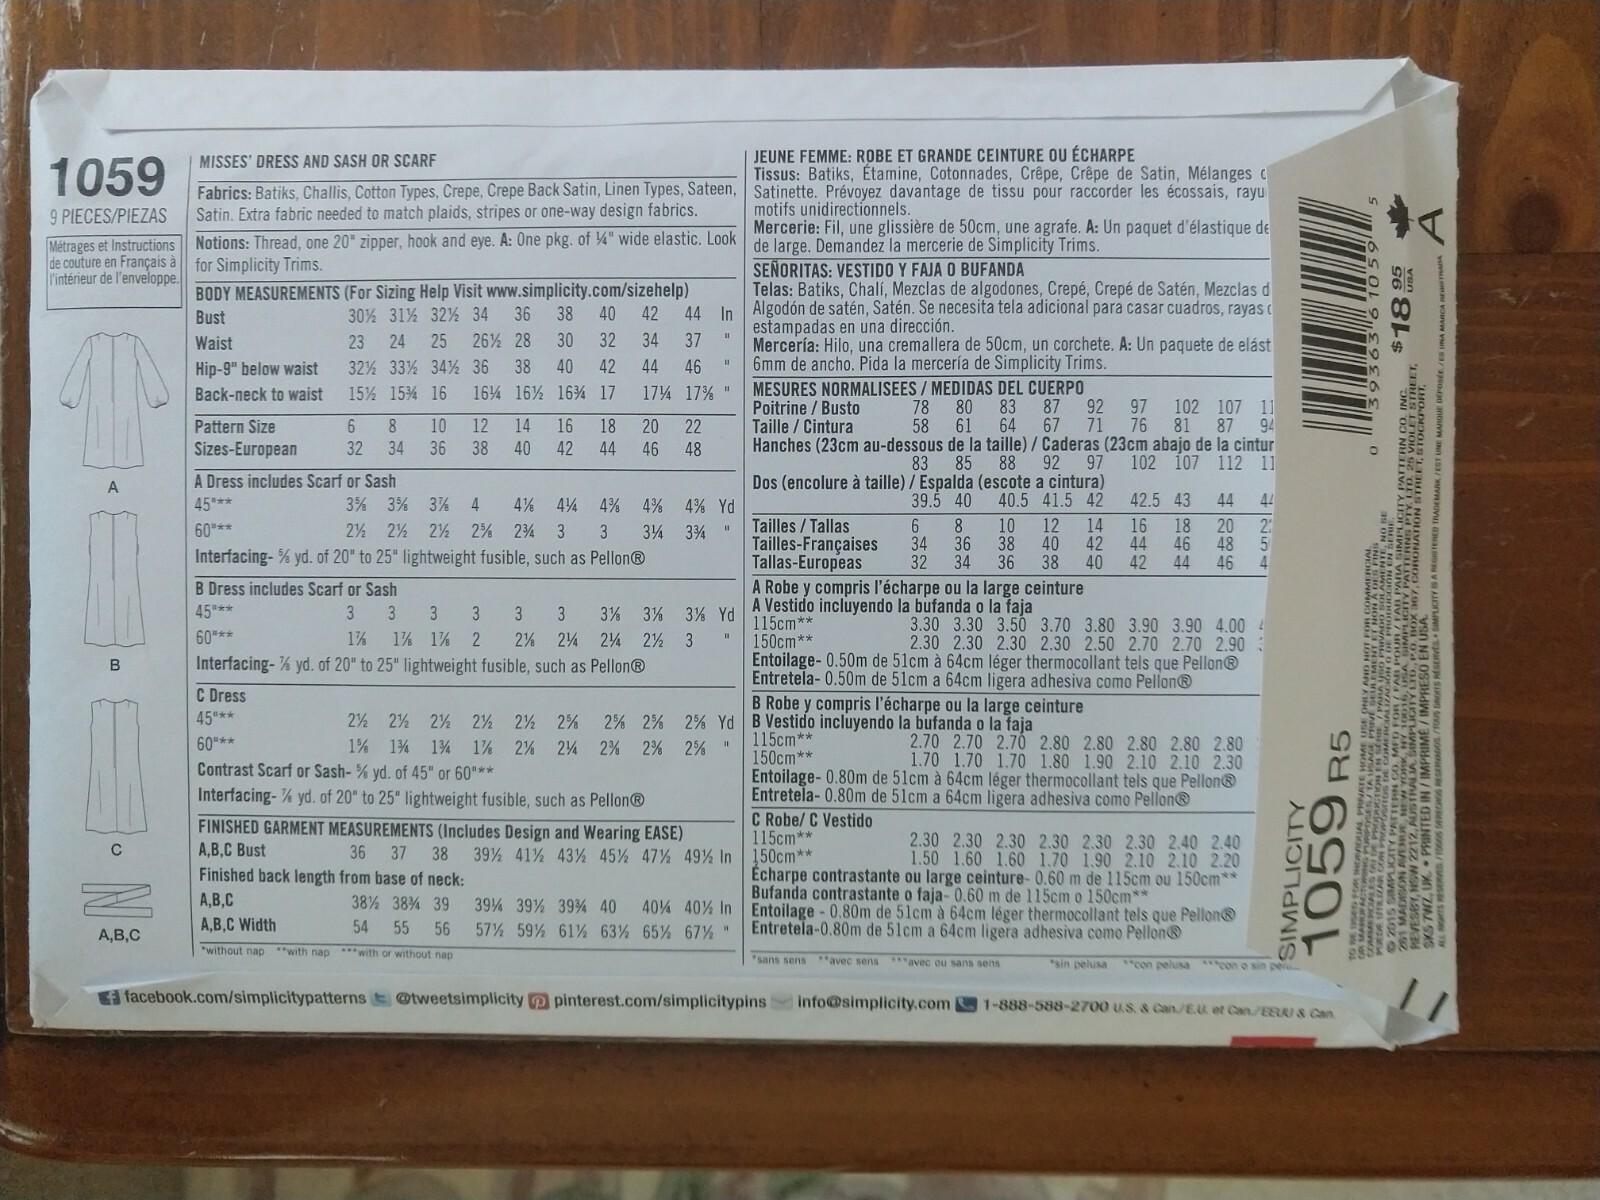 1059
9 PIECES/PIEZAS
Métrages et Instructions
de couture en Français à
l'intérieur de l'enveloppe.
A
B
C
A,B,C
MISSES' DRESS AND SASH OR SCARF
Fabrics: Batiks, Challis, Cotton Types, Crepe, Crepe Back Satin, Linen Types, Sateen,
Satin. Extra fabric needed to match plaids, stripes or one-way design fabrics.
Notions: Thread, one 20" zipper, hook and eye. A: One pkg. of ¼" wide elastic. Look
for Simplicity Trims.
BODY MEASUREMENTS (For Sizing Help Visit www.simplicity.com/sizehelp)
Bust 30½ 31½ 32½ 34 36 38 40 42 44 In
Waist 23 24 25 26½ 28 30 32 34 37 "
Hip-9" below waist 32½ 33½ 34½ 36 38 40 42 44 46 "
Back-neck to waist 15½ 15¾ 16 16¼ 16½ 16¾ 17 17¼ 17⅜ "
Pattern Size 6 8 10 12 14 16 18 20 22
Sizes-European 32 34 36 38 40 42 44 46 48
A Dress includes Scarf or Sash
45"** 3⅝ 3⅝ 3⅞ 4 4⅛ 4¼ 4⅜ 4⅜ 4⅜ Yd
60"** 2½ 2½ 2½ 2⅝ 2¾ 3 3 3¼ 3¾ "
Interfacing- ⅝ yd. of 20" to 25" lightweight fusible, such as Pellon®
B Dress includes Scarf or Sash
45"** 3 3 3 3 3 3 3⅛ 3⅛ 3⅛ Yd
60"** 1⅞ 1⅞ 1⅞ 2 2⅛ 2¼ 2¼ 2½ 3 "
Interfacing- ⅞ yd. of 20" to 25" lightweight fusible, such as Pellon®
C Dress
45"** 2½ 2½ 2½ 2½ 2½ 2⅝ 2⅝ 2⅝ 2⅝ Yd
60"** 1⅝ 1¾ 1¾ 1⅞ 2⅛ 2¼ 2⅜ 2⅜ 2⅝ "
Contrast Scarf or Sash- ⅝ yd. of 45" or 60"**
Interfacing- ⅞ yd. of 20" to 25" lightweight fusible, such as Pellon®
FINISHED GARMENT MEASUREMENTS (Includes Design and Wearing EASE)
A,B,C Bust 36 37 38 39½ 41½ 43½ 45½ 47½ 49½ In
Finished back length from base of neck:
A,B,C 38½ 38¾ 39 39¼ 39½ 39¾ 40 40¼ 40½ In
A,B,C Width 54 55 56 57½ 59½ 61½ 63½ 65½ 67½ "
*without nap **with nap ***with or without nap
JEUNE FEMME: ROBE ET GRANDE CEINTURE OU ÉCHARPE
Tissus: Batiks, Étamine, Cotonnades, Crêpe, Crêpe de Satin, Mélanges
Satinette. Prévoyez davantage de tissu pour raccorder les écossais, rayu
motifs unidirectionnels.
Mercerie: Fil, une glissière de 50cm, une agrafe. A: Un paquet d'élastique de
de large. Demandez la mercerie de Simplicity Trims.
SEÑORITAS: VESTIDO Y FAJA O BUFANDA
Telas: Batiks, Chalí, Mezclas de algodones, Crepé, Crepé de Satén, Mezclas d
Algodón de satén, Satén. Se necesita tela adicional para casar cuadros, rayas
estampadas en una dirección.
Mercería: Hilo, una cremallera de 50cm, un corchete. A: Un paquete de elást
6mm de ancho. Pida la mercería de Simplicity Trims.
MESURES NORMALISEES / MEDIDAS DEL CUERPO
Poitrine / Busto 78 80 83 87 92 97 102 107 11
Taille / Cintura 58 61 64 67 71 76 81 87 94
Hanches (23cm au-dessous de la taille) / Caderas (23cm abajo de la cintur
83 85 88 92 97 102 107 112 11
Dos (encolure à taille) / Espalda (escote a cintura)
39.5 40 40.5 41.5 42 42.5 43 44 44
Tailles / Tallas 6 8 10 12 14 16 18 20 2
Tailles-Françaises 34 36 38 40 42 44 46 48 5
Tallas-Europeas 32 34 36 38 40 42 44 46 4
A Robe y compris l'écharpe ou la large ceinture
A Vestido incluyendo la bufanda o la faja
115cm** 3.30 3.30 3.50 3.70 3.80 3.90 3.90 4.00
150cm** 2.30 2.30 2.30 2.30 2.50 2.70 2.70 2.90
Entoilage- 0.50m de 51cm à 64cm léger thermocollant tels que Pellon®
Entretela- 0.50m de 51cm a 64cm ligera adhesiva como Pellon®
B Robe y compris l'écharpe ou la large ceinture
B Vestido incluyendo la bufanda o la faja
115cm** 2.70 2.70 2.70 2.80 2.80 2.80 2.80 2.80
150cm** 1.70 1.70 1.70 1.80 1.90 2.10 2.10 2.30
Entoilage- 0.80m de 51cm à 64cm léger thermocollant tels que Pellon®
Entretela- 0.80m de 51cm a 64cm ligera adhesiva como Pellon®
C Robe/ C Vestido
115cm** 2.30 2.30 2.30 2.30 2.30 2.30 2.40 2.40
150cm** 1.50 1.60 1.60 1.70 1.90 2.10 2.10 2.20
Écharpe contrastante ou large ceinture- 0.60 m de 115cm ou 150cm**
Bufanda contrastante o faja- 0.60 m de 115cm o 150cm**
Entoilage - 0.80m de 51cm à 64cm léger thermocollant tels que Pellon®
Entretela-0.80m de 51cm a 64cm ligera adhesiva como Pellon®
*sans sens **avec sens ***avec ou sans sens *sin pelusa **con pelusa ***con o sin
facebook.com/simplicitypatterns @tweetsimplicity pinterest.com/simplicitypins info@simplicity.com 1-888-588-2700 U.S. & Can./E.U. et Can./EEUU & Can.
SIMPLICITY
1059 R5
0 39363 61059 5
$18.95
USA
A
© 2015 SIMPLICITY PATTERN CO. INC.
SK5 7WZ, UK. • PRINTED IN / IMPRIMÉ / IMPRESO EN USA.